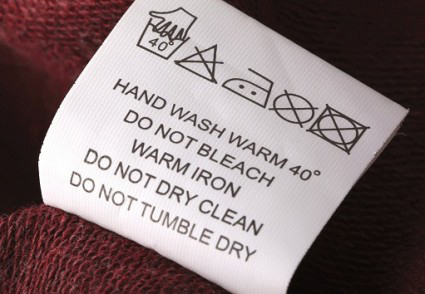 40°
HAND WASH WARM 40°
DO NOT BLEACH
WARM IRON
DO NOT DRY CLEAN
DO NOT TUMBLE DRY